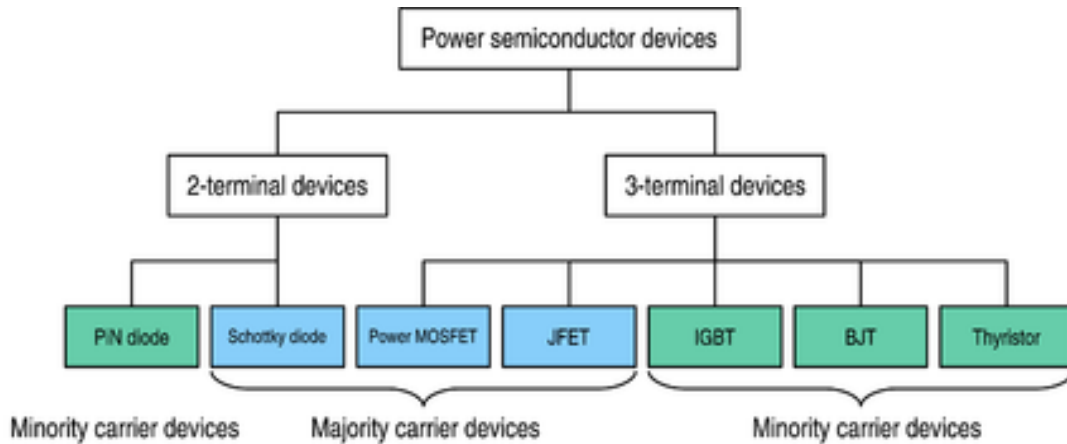 Power semiconductor devices
2-terminal devices
3-terminal devices
PiN diode
Schottky diode
Power MOSFET
JFET
IGBT
BJT
Thyristor
Minority carrier devices
Majority carrier devices
Minority carrier devices